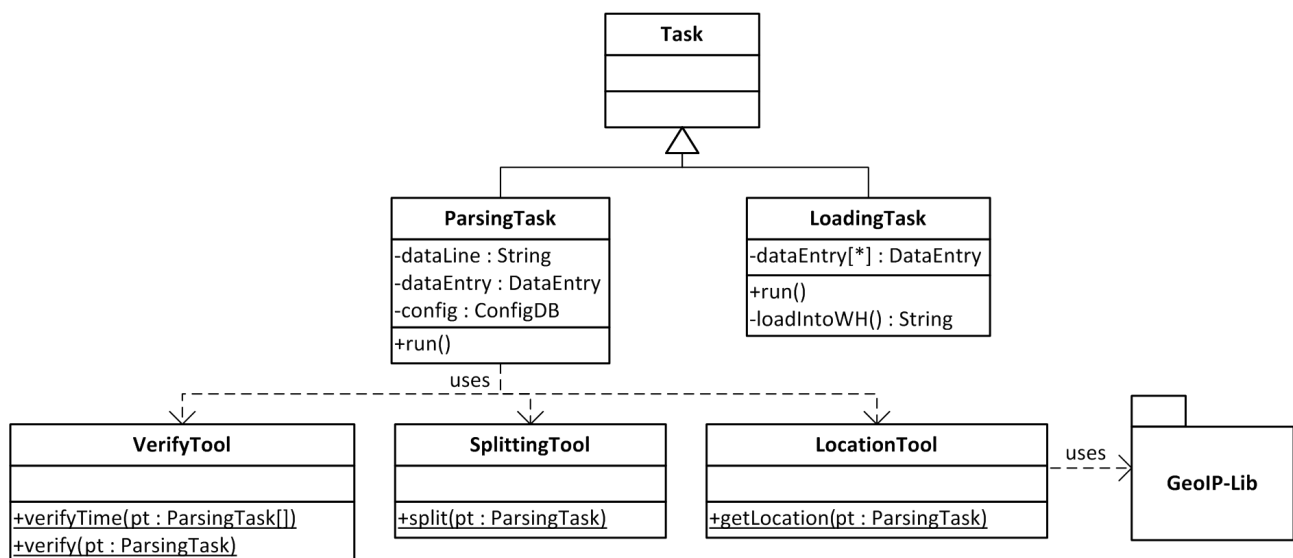 Task
ParsingTask
-dataLine : String
-dataEntry : DataEntry
-config : ConfigDB
+run()
LoadingTask
-dataEntry[*] : DataEntry
+run()
-loadIntoWH() : String
uses
VerifyTool
+verifyTime(pt : ParsingTask[])
+verify(pt : ParsingTask)
SplittingTool
+split(pt : ParsingTask)
LocationTool
+getLocation(pt : ParsingTask)
uses
GeoIP-Lib